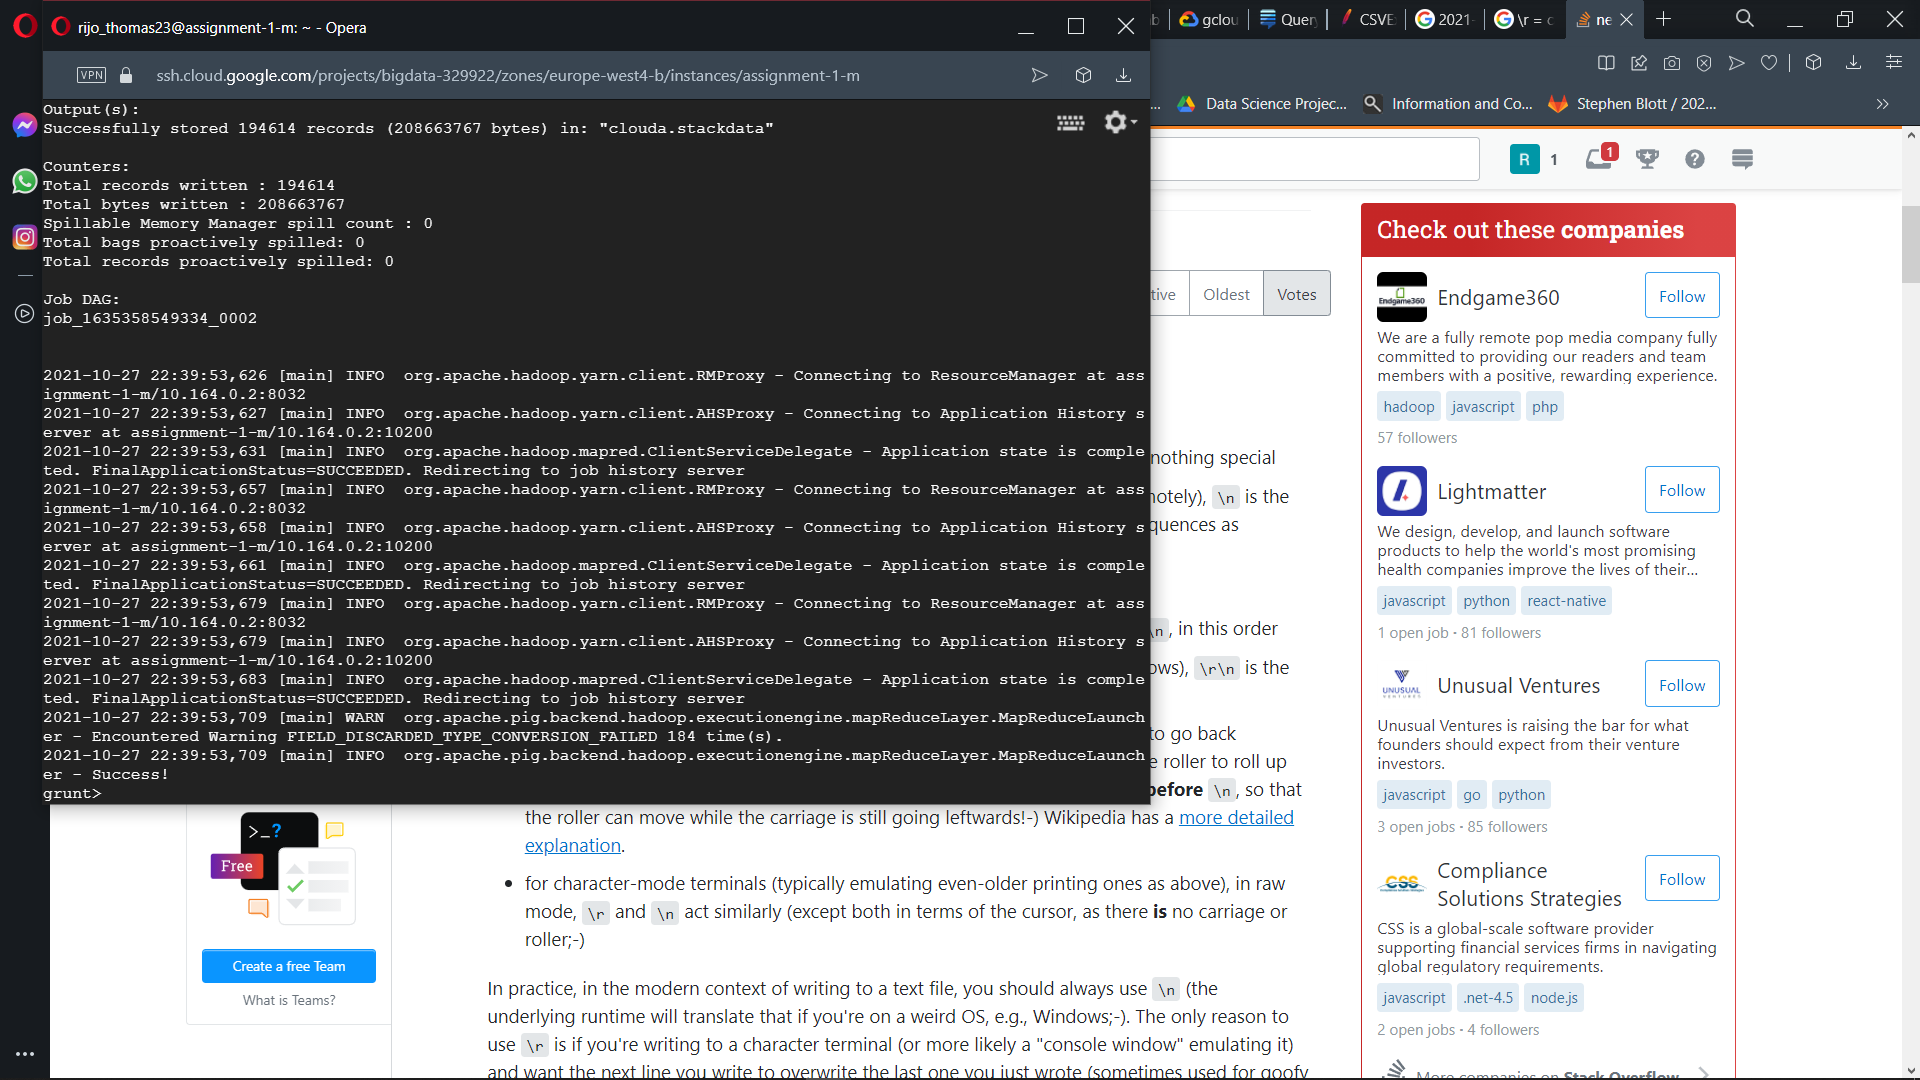 rijo_thomas23@assignment-1-m: ~ - Opera
VPN
ssh.cloud.google.com/projects/bigdata-329922/zones/europe-west4-b/instances/assignment-1-m
Output(s):
Successfully stored 194614 records (208663767 bytes) in: "clouda.stackdata"
Counters:
Total records written : 194614
Total bytes written : 208663767
Spillable Memory Manager spill count : 0
Total bags proactively spilled: 0
Total records proactively spilled: 0
Job DAG:
job_1635358549334_0002
2021-10-27 22:39:53,626 [main] INFO  org.apache.hadoop.yarn.client.RMProxy - Connecting to ResourceManager at ass
ignment-1-m/10.164.0.2:8032
2021-10-27 22:39:53,627 [main] INFO  org.apache.hadoop.yarn.client.AHSProxy - Connecting to Application History s
erver at assignment-1-m/10.164.0.2:10200
2021-10-27 22:39:53,631 [main] INFO  org.apache.hadoop.mapred.ClientServiceDelegate - Application state is comple
ted. FinalApplicationStatus=SUCCEEDED. Redirecting to job history server
2021-10-27 22:39:53,657 [main] INFO  org.apache.hadoop.yarn.client.RMProxy - Connecting to ResourceManager at ass
ignment-1-m/10.164.0.2:8032
2021-10-27 22:39:53,658 [main] INFO  org.apache.hadoop.yarn.client.AHSProxy - Connecting to Application History s
erver at assignment-1-m/10.164.0.2:10200
2021-10-27 22:39:53,661 [main] INFO  org.apache.hadoop.mapred.ClientServiceDelegate - Application state is comple
ted. FinalApplicationStatus=SUCCEEDED. Redirecting to job history server
2021-10-27 22:39:53,679 [main] INFO  org.apache.hadoop.yarn.client.RMProxy - Connecting to ResourceManager at ass
ignment-1-m/10.164.0.2:8032
2021-10-27 22:39:53,679 [main] INFO  org.apache.hadoop.yarn.client.AHSProxy - Connecting to Application History s
erver at assignment-1-m/10.164.0.2:10200
2021-10-27 22:39:53,683 [main] INFO  org.apache.hadoop.mapred.ClientServiceDelegate - Application state is comple
ted. FinalApplicationStatus=SUCCEEDED. Redirecting to job history server
2021-10-27 22:39:53,709 [main] WARN  org.apache.pig.backend.hadoop.executionengine.mapReduceLayer.MapReduceLaunch
er - Encountered Warning FIELD_DISCARDED_TYPE_CONVERSION_FAILED 184 time(s).
2021-10-27 22:39:53,709 [main] INFO  org.apache.pig.backend.hadoop.executionengine.mapReduceLayer.MapReduceLaunch
er - Success!
grunt>
gclou
Quer
CSVE
2021-
\r = c
ne
... Data Science Projec...
Information and Co...
Stephen Blott / 202...
R 1
1
tive
Oldest
Votes
nothing special
notely), \n is the
quences as
\n, in this order
ows), \r\n is the
to go back
e roller to roll up
before \n, so that
the roller can move while the carriage is still going leftwards!-) Wikipedia has a more detailed
explanation.
• for character-mode terminals (typically emulating even-older printing ones as above), in raw
mode, \r and \n act similarly (except both in terms of the cursor, as there is no carriage or
roller;-)
In practice, in the modern context of writing to a text file, you should always use \n (the
underlying runtime will translate that if you're on a weird OS, e.g., Windows;-). The only reason to
use \r is if you're writing to a character terminal (or more likely a "console window" emulating it)
and want the next line you write to overwrite the last one you just wrote (sometimes used for goofy
>_?
Free
Create a free Team
What is Teams?
Check out these companies
Endgame360
Endgame360
Follow
We are a fully remote pop media company fully
committed to providing our readers and team
members with a positive, rewarding experience.
hadoop javascript php
57 followers
Lightmatter
Follow
We design, develop, and launch software
products to help the world's most promising
health companies improve the lives of their...
javascript python react-native
1 open job · 81 followers
UNUSUAL
VENTURES
Unusual Ventures
Follow
Unusual Ventures is raising the bar for what
founders should expect from their venture
investors.
javascript go python
3 open jobs · 85 followers
CSS
Compliance
Solutions Strategies
Follow
CSS is a global-scale software provider
supporting financial services firms in navigating
global regulatory requirements.
javascript .net-4.5 node.js
2 open jobs · 4 followers
More companies on Stack Overflow